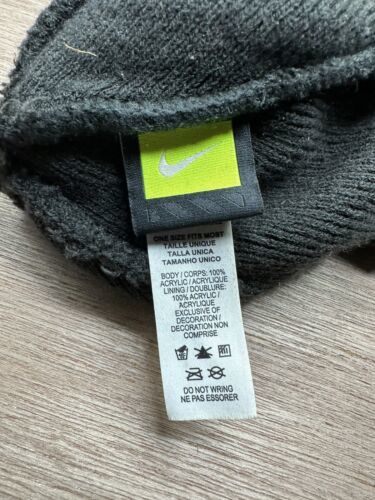 ONE SIZE FITS MOST
TAILLE UNIQUE
TALLA UNICA
TAMANHO UNICO
BODY / CORPS: 100%
ACRYLIC / ACRYLIQUE
LINING / DOUBLURE:
100% ACRYLIC /
ACRYLIQUE
EXCLUSIVE OF
DECORATION /
DECORATION NON
COMPRISE
DO NOT WRING
NE PAS ESSORER